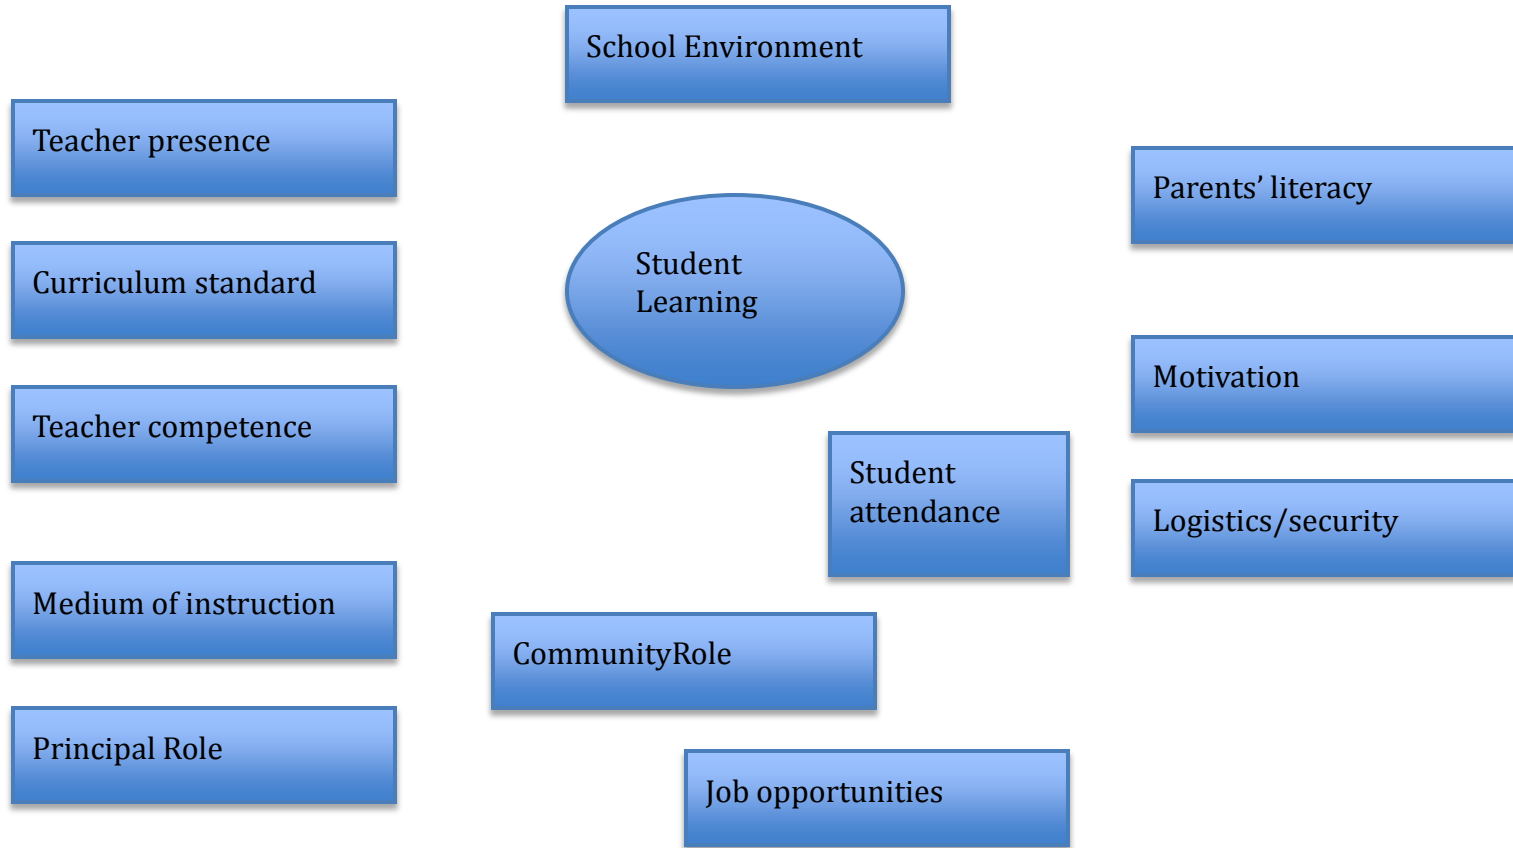 School Environment
Teacher presence
Parents’ literacy
Curriculum standard
Student
Learning
Motivation
Teacher competence
Student
attendance
Logistics/security
Medium of instruction
CommunityRole
Principal Role
Job opportunities